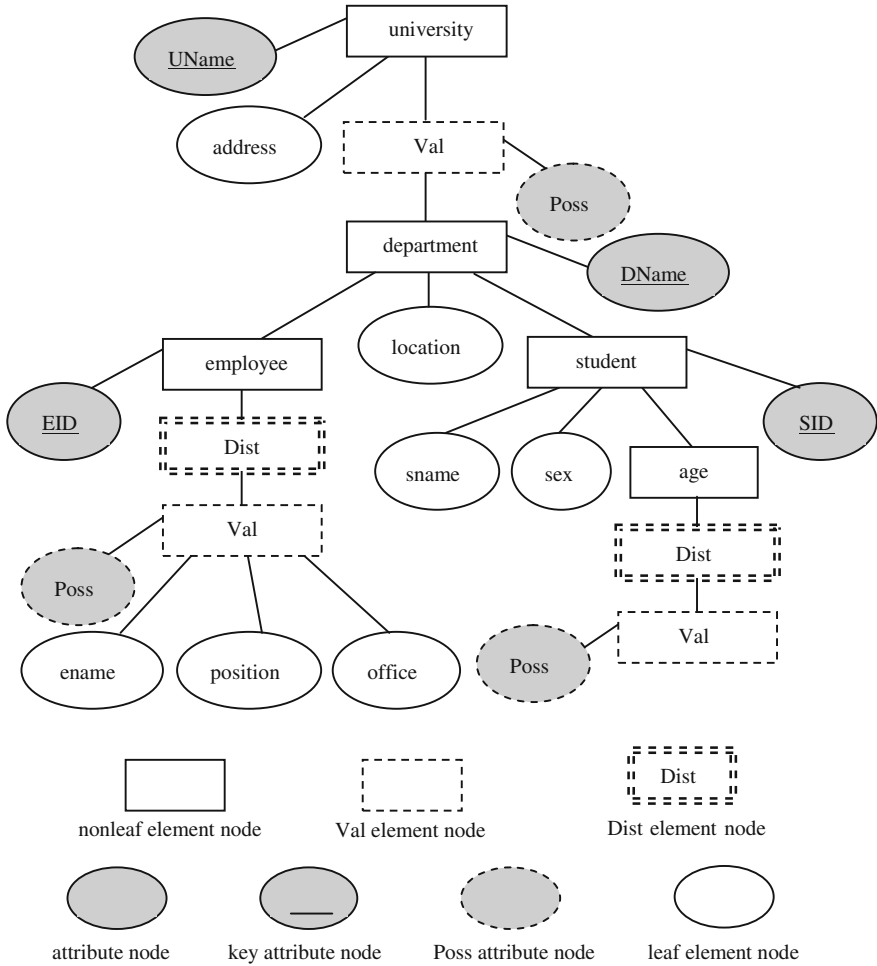 university
UName
address
Val
Poss
department
DName
location
employee
student
EID
SID
Dist
sname
sex
age
Val
Dist
Poss
Val
Poss
ename
position
office
Dist
nonleaf element node
Val element node
Dist element node
attribute node
key attribute node
Poss attribute node
leaf element node